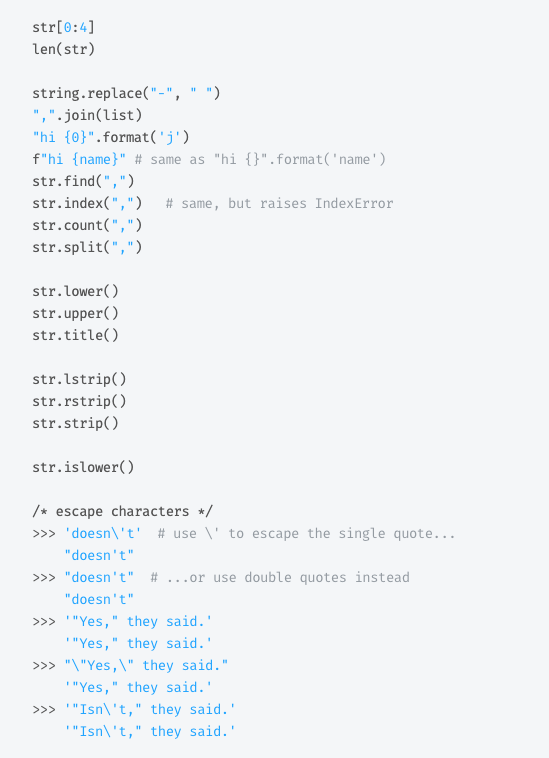 str[0:4]
len(str)
string.replace("-", " ")
",".join(list)
"hi {0}".format('j')
f"hi {name}" # same as "hi {}".format('name')
str.find(",")
str.index(",")   # same, but raises IndexError
str.count(",")
str.split(",")
str.lower()
str.upper()
str.title()
str.lstrip()
str.rstrip()
str.strip()
str.islower()
/* escape characters */
>>> 'doesn\'t'  # use \' to escape the single quote...
    "doesn't"
>>> "doesn't"  # ...or use double quotes instead
    "doesn't"
>>> '"Yes," they said.'
    '"Yes," they said.'
>>> "\"Yes,\" they said."
    '"Yes," they said.'
>>> '"Isn\'t," they said.'
    '"Isn\'t," they said.'